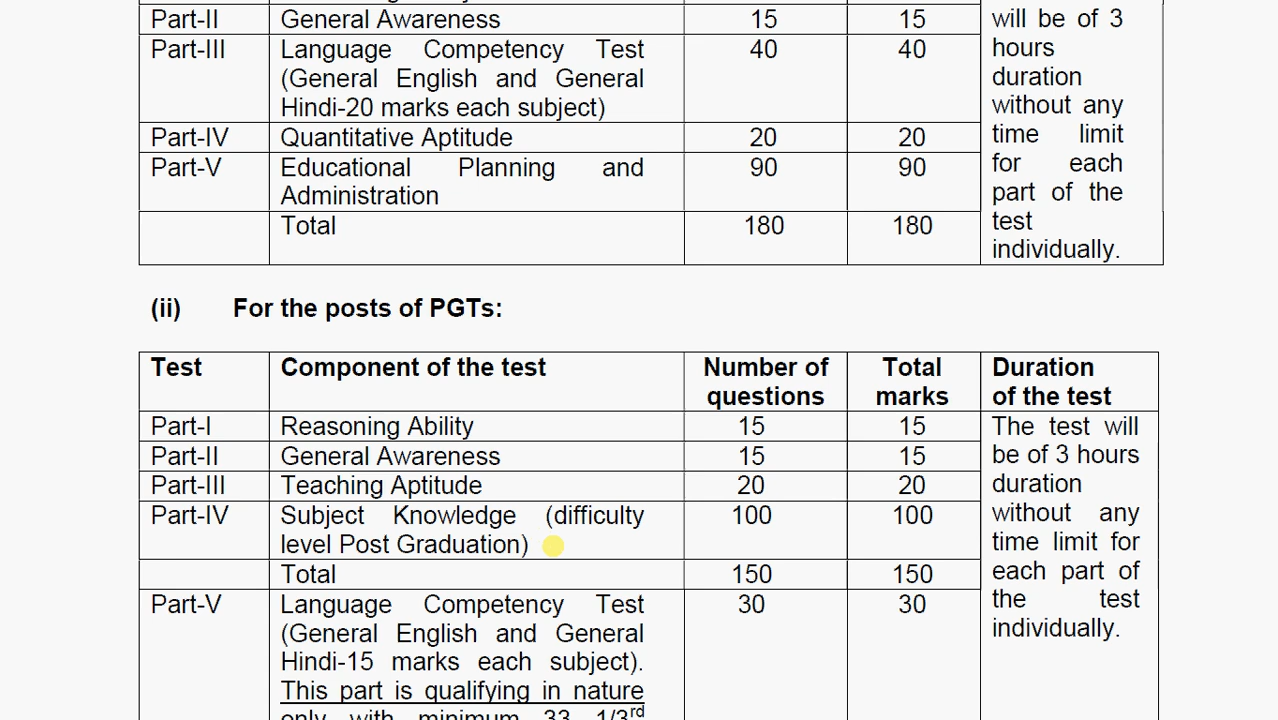 Part-II General Awareness 15 15 will be of 3
Part-III Language Competency Test 40 40 hours
(General English and General duration
Hindi-20 marks each subject) without any
Part-IV Quantitative Aptitude 20 20 time limit
Part-V Educational Planning and 90 90 for each
Administration part of the
Total 180 180 test
individually.
(ii) For the posts of PGTs:
Test Component of the test Number of Total Duration
questions marks of the test
Part-I Reasoning Ability 15 15 The test will
Part-II General Awareness 15 15 be of 3 hours
Part-III Teaching Aptitude 20 20 duration
Part-IV Subject Knowledge (difficulty 100 100 without any
level Post Graduation) time limit for
Total 150 150 each part of
Part-V Language Competency Test 30 30 the test
(General English and General individually.
Hindi-15 marks each subject).
This part is qualifying in nature
only with minimum 33 1/3rd